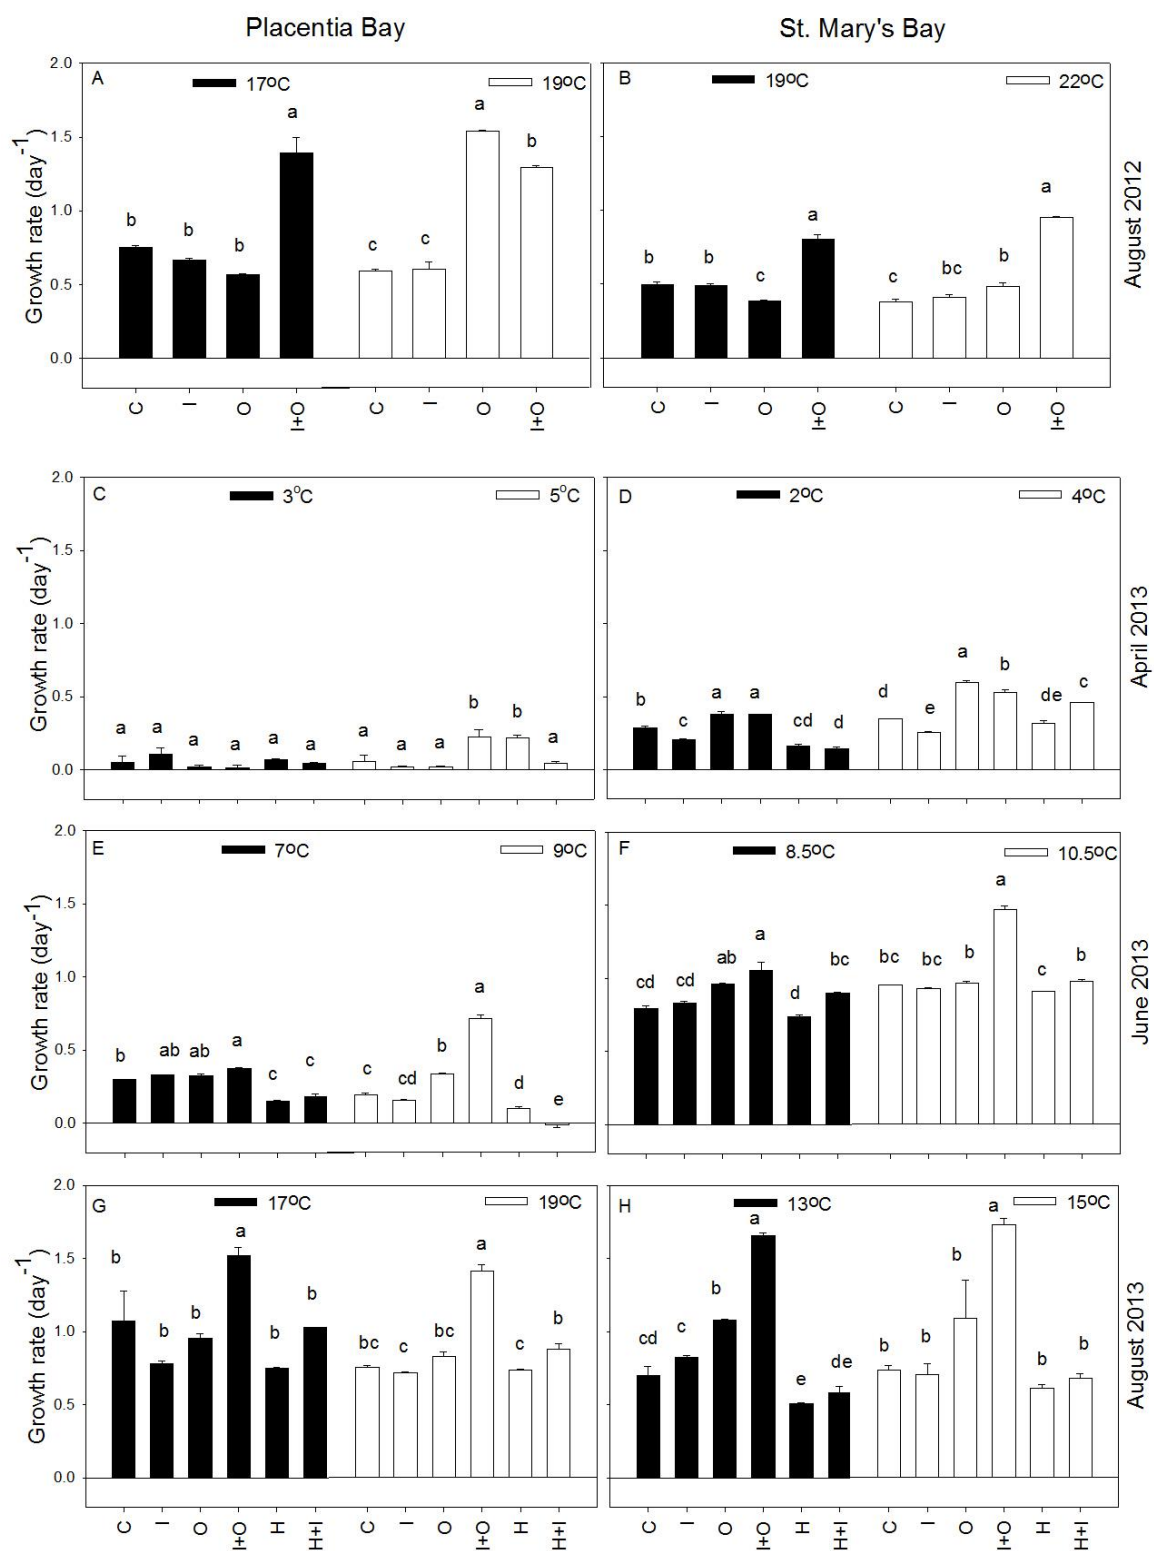 Placentia Bay St. Mary's Bay
A 17ºC 19ºC B 19ºC 22ºC
Growth rate (day-1)
2.0
1.5
1.0
0.5
0.0
b b b a c c a b
b b c a c bc b a
August 2012
C I O I+O C I O I+O
C I O I+O C I O I+O
C 3ºC 5ºC D 2ºC 4ºC
Growth rate (day-1)
2.0
1.5
1.0
0.5
0.0
a a a a a a a a a b b a
b c a a cd d d e a b de c
April 2013
E 7ºC 9ºC F 8.5ºC 10.5ºC
Growth rate (day-1)
2.0
1.5
1.0
0.5
0.0
b ab ab a c c c cd b a d e
cd cd ab a d bc bc bc b a c b
June 2013
G 17ºC 19ºC H 13ºC 15ºC
Growth rate (day-1)
2.0
1.5
1.0
0.5
0.0
b b b a b b bc c bc a c b
cd c b a e de b b b a b b
August 2013
C I O I+O H H+I C I O I+O H H+I
C I O I+O H H+I C I O I+O H H+I